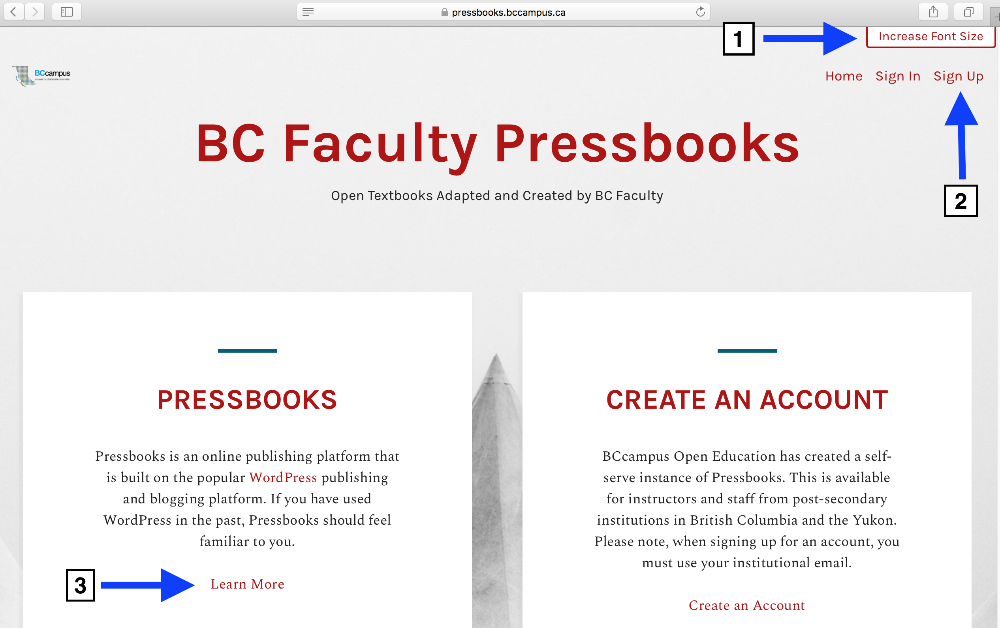 pressbooks.bccampus.ca
1
Increase Font Size
BCcampus
connect.collaborate.innovate.
Home Sign In Sign Up
2
BC Faculty Pressbooks
Open Textbooks Adapted and Created by BC Faculty
PRESSBOOKS
Pressbooks is an online publishing platform that
is built on the popular WordPress publishing
and blogging platform. If you have used
WordPress in the past, Pressbooks should feel
familiar to you.
3
Learn More
CREATE AN ACCOUNT
BCcampus Open Education has created a self-
serve instance of Pressbooks. This is available
for instructors and staff from post-secondary
institutions in British Columbia and the Yukon.
Please note, when signing up for an account, you
must use your institutional email.
Create an Account